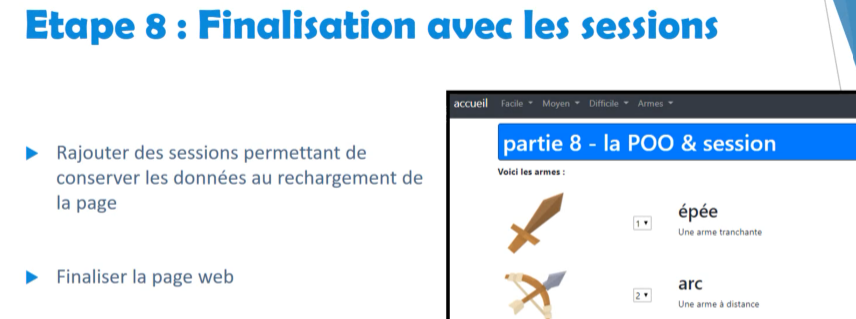 Etape 8 : Finalisation avec les sessions
Rajouter des sessions permettant de
conserver les données au rechargement de
la page
Finaliser la page web
accueil Facile Moyen Difficile Armes
partie 8 - la POO & session
Voici les armes :
1
épée
Une arme tranchante
2
arc
Une arme à distance